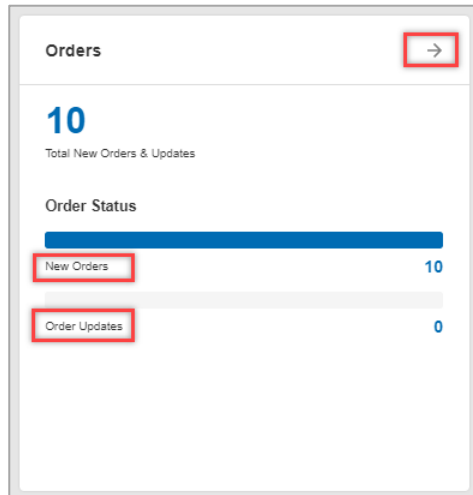 Orders
10
Total New Orders & Updates
Order Status
New Orders 10
Order Updates 0